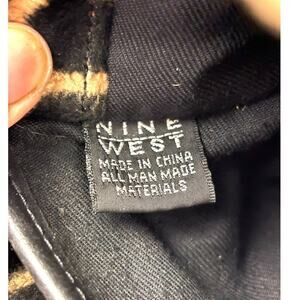 NINE
WEST
MADE IN CHINA
ALL MAN MADE
MATERIALS